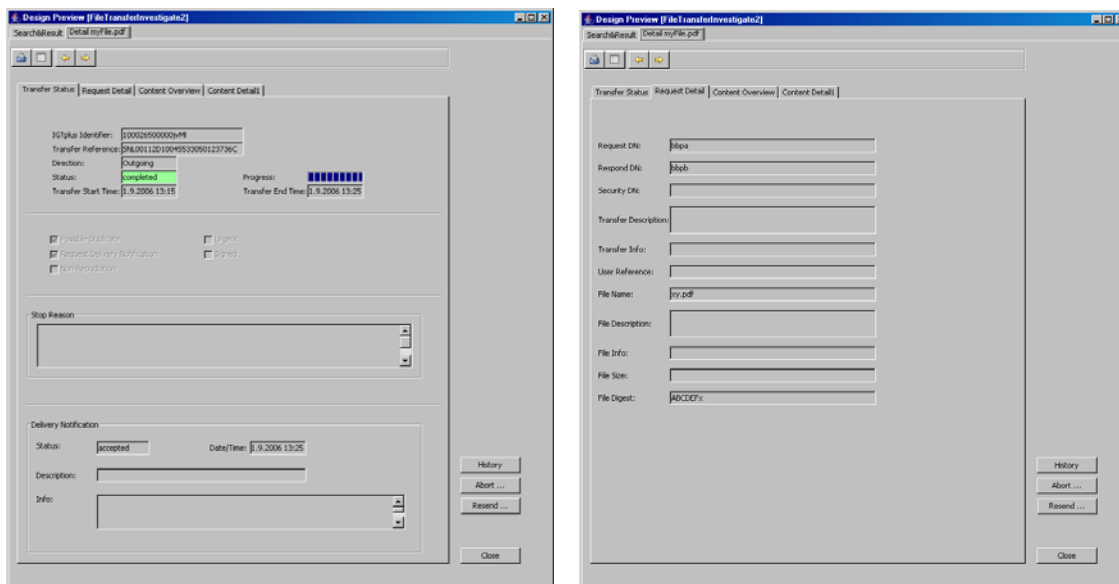 Design Preview [FileTransferInvestigate2]
Search&Result Detail myFile.pdf
Transfer Status Request Detail Content Overview Content Detail1
IGTplus Identifier: 100026500000jvMl
Transfer Reference:
Direction: Outgoing
Status: completed Progress:
Transfer Start Time: 1.9.2006 13:15 Transfer End Time: 1.9.2006 13:25
Possible Duplicate Urgent
Request Delivery Notification Signed
Non Repudiation
Stop Reason
Delivery Notification
Status: accepted Date/Time: 1.9.2006 13:25
Description:
Info:
History
Abort ...
Resend ...
Close
Design Preview [FileTransferInvestigate2]
Search&Result Detail myFile.pdf
Transfer Status Request Detail Content Overview Content Detail1
Request DN: bbpa
Respond DN: bbpb
Security DN:
Transfer Description:
Transfer Info:
User Reference:
File Name: xy.pdf
File Description:
File Info:
File Size:
File Digest: ABCDEFx
History
Abort ...
Resend ...
Close